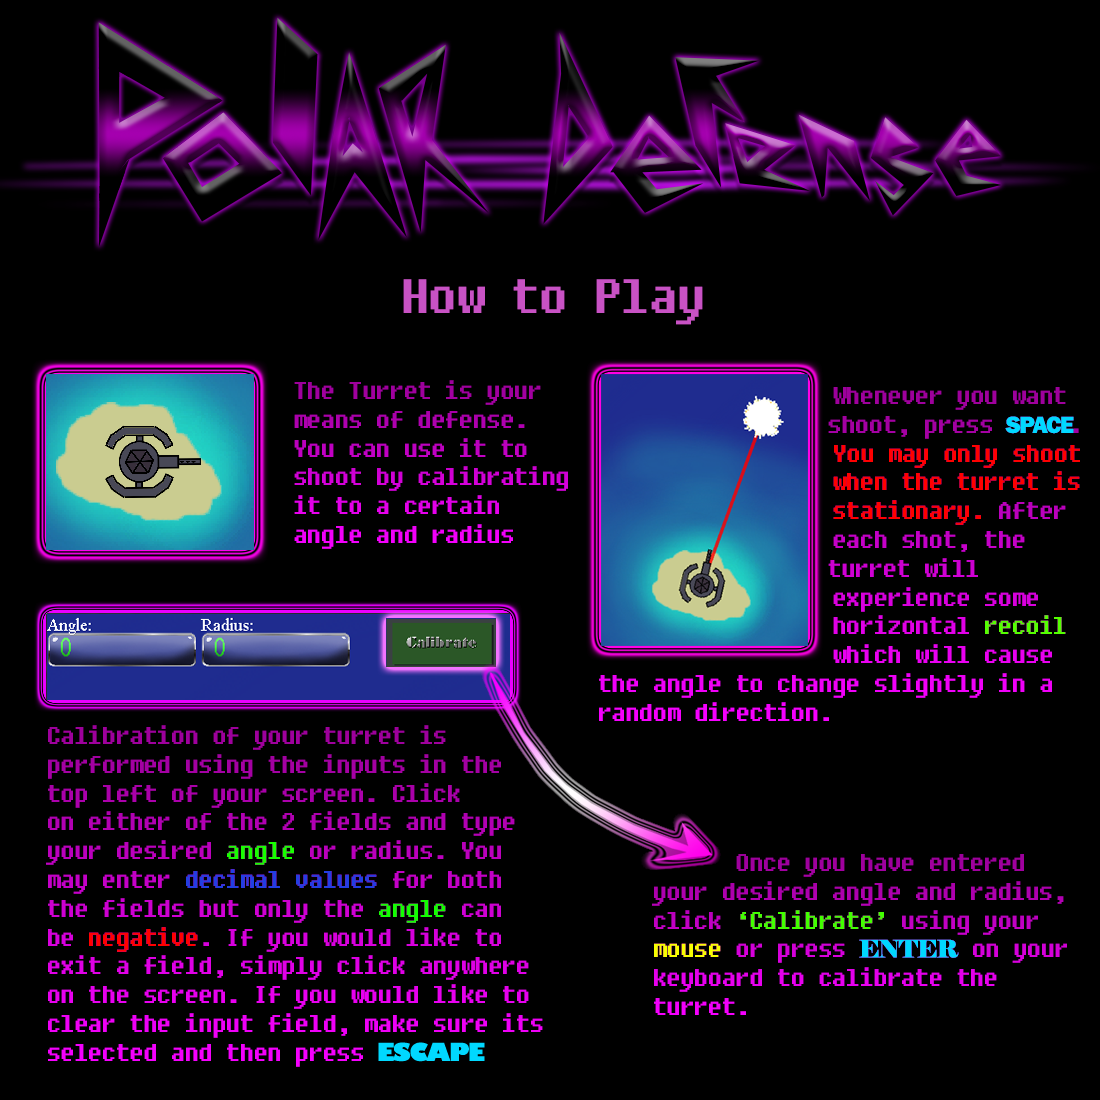 Polar Defense
How to Play
The Turret is your
means of defense.
You can use it to
shoot by calibrating
it to a certain
angle and radius
Whenever you want
shoot, press SPACE.
You may only shoot
when the turret is
stationary. After
each shot, the
turret will
experience some
horizontal recoil
which will cause
the angle to change slightly in a
random direction.
Angle: Radius:
0 0 Calibrate
Calibration of your turret is
performed using the inputs in the
top left of your screen. Click
on either of the 2 fields and type
your desired angle or radius. You
may enter decimal values for both
the fields but only the angle can
be negative. If you would like to
exit a field, simply click anywhere
on the screen. If you would like to
clear the input field, make sure its
selected and then press ESCAPE
Once you have entered
your desired angle and radius,
click ‘Calibrate’ using your
mouse or press ENTER on your
keyboard to calibrate the
turret.